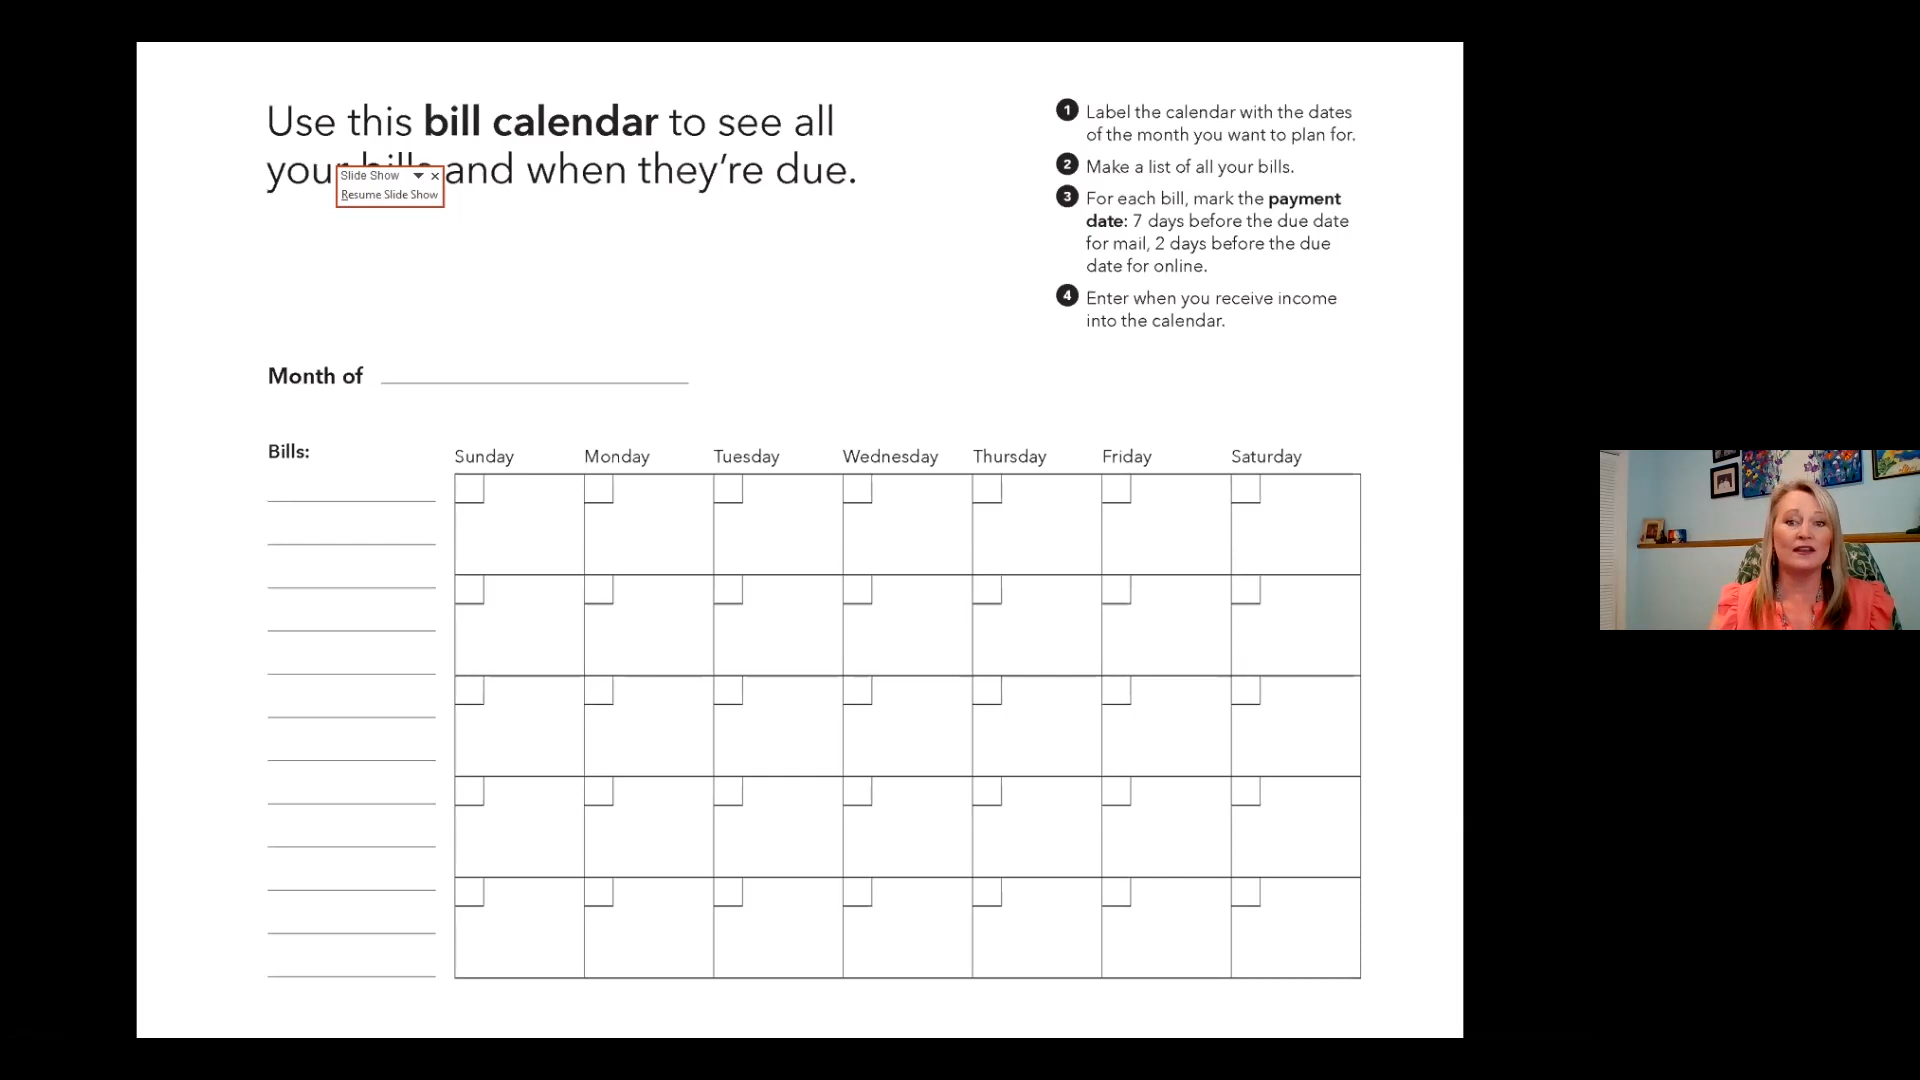 Use this bill calendar to see all
your bills and when they're due.
Slide Show
Resume Slide Show
1 Label the calendar with the dates
of the month you want to plan for.
2 Make a list of all your bills.
3 For each bill, mark the payment
date: 7 days before the due date
for mail, 2 days before the due
date for online.
4 Enter when you receive income
into the calendar.
Month of
Bills:
Sunday Monday Tuesday Wednesday Thursday Friday Saturday